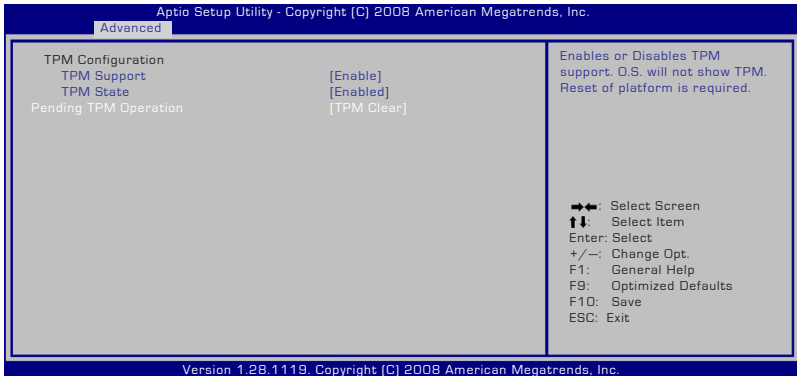 Aptio Setup Utility - Copyright (C) 2008 American Megatrends, Inc.
Advanced
TPM Configuration
TPM Support [Enable]
TPM State [Enabled]
Pending TPM Operation [TPM Clear]
Enables or Disables TPM
support. O.S. will not show TPM.
Reset of platform is required.
→←: Select Screen
↑↓: Select Item
Enter: Select
+/—: Change Opt.
F1: General Help
F9: Optimized Defaults
F10: Save
ESC: Exit
Version 1.28.1119. Copyright (C) 2008 American Megatrends, Inc.